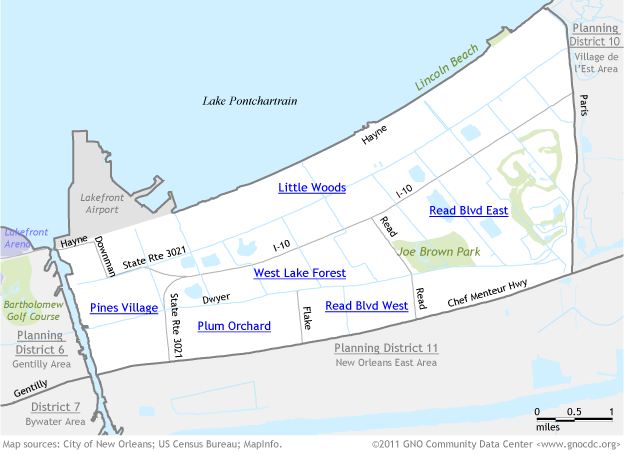 Planning
District 10
Village de
l'Est Area
Lincoln Beach
Paris
Lake Pontchartrain
Hayne
Little Woods
I-10
Lakefront
Airport
Read Blvd East
Read
Lakefront
Arena
Hayne
Downman
State Rte 3021
I-10
Joe Brown Park
West Lake Forest
Bartholomew
Golf Course
Pines Village
State Rte 3021
Dwyer
Plum Orchard
Flake
Read Blvd West
Read
Chef Menteur Hwy
Planning
District 6
Gentilly Area
Planning District 11
New Orleans East Area
Gentilly
District 7
Bywater Area
0 0.5 1
miles
Map sources: City of New Orleans; US Census Bureau; MapInfo.
©2011 GNO Community Data Center <www.gnocdc.org>